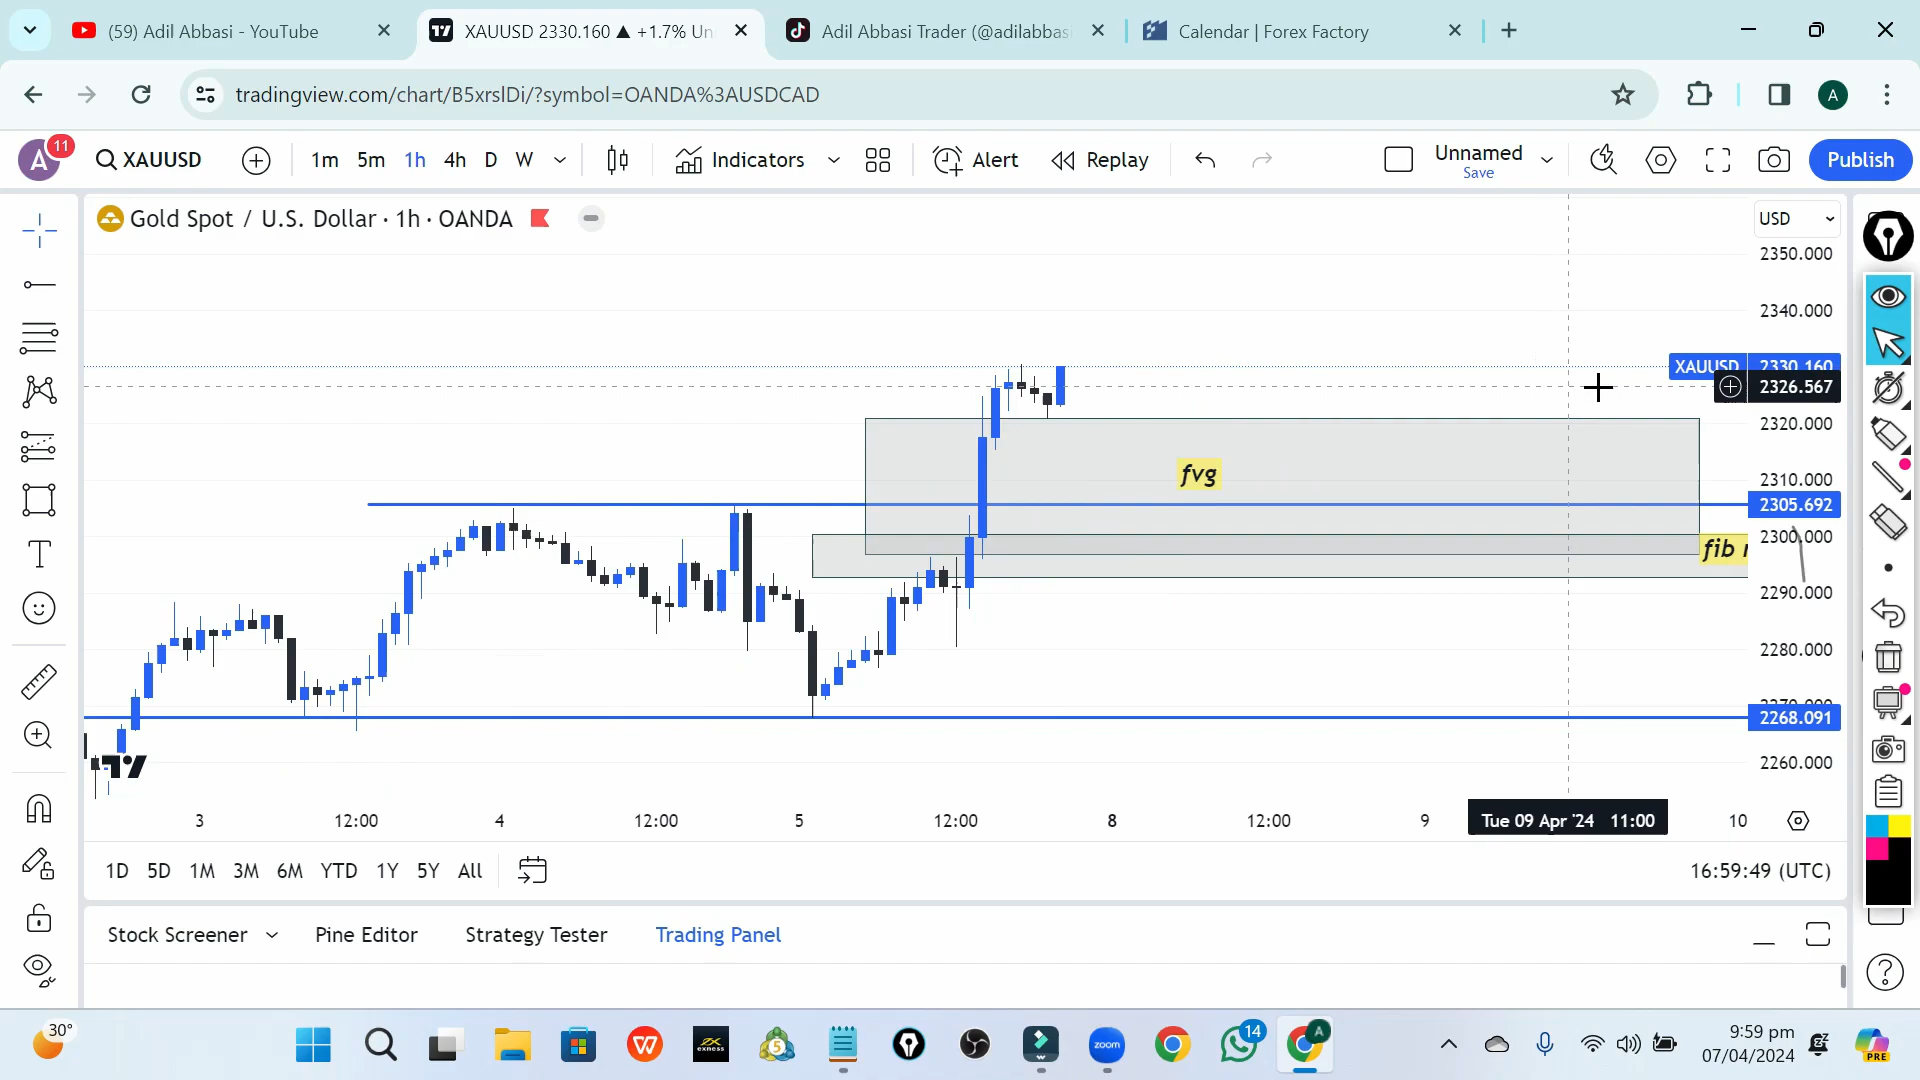 (59) Adil Abbasi - YouTube
XAUUSD 2330.160 ▲ +1.7% Un
Adil Abbasi Trader (@adilabbas
Calendar | Forex Factory
tradingview.com/chart/B5xrslDi/?symbol=OANDA%3AUSDCAD
A
A
11
XAUUSD
1m 5m 1h 4h D W
Indicators
Alert
Replay
Unnamed
Save
Publish
Gold Spot / U.S. Dollar · 1h · OANDA
USD
2350.000
2340.000
XAUUSD 2330.160
2326.567
2320.000
fvg
2310.000
2305.692
2300.000
fib
2290.000
2280.000
2270.000
2268.091
2260.000
3 12:00 4 12:00 5 12:00 8 12:00 9 Tue 09 Apr '24 11:00 10
1D 5D 1M 3M 6M YTD 1Y 5Y All
16:59:49 (UTC)
Stock Screener Pine Editor Strategy Tester Trading Panel
30°
W
exness
5
zoom
14
A
9:59 pm
07/04/2024
PRE